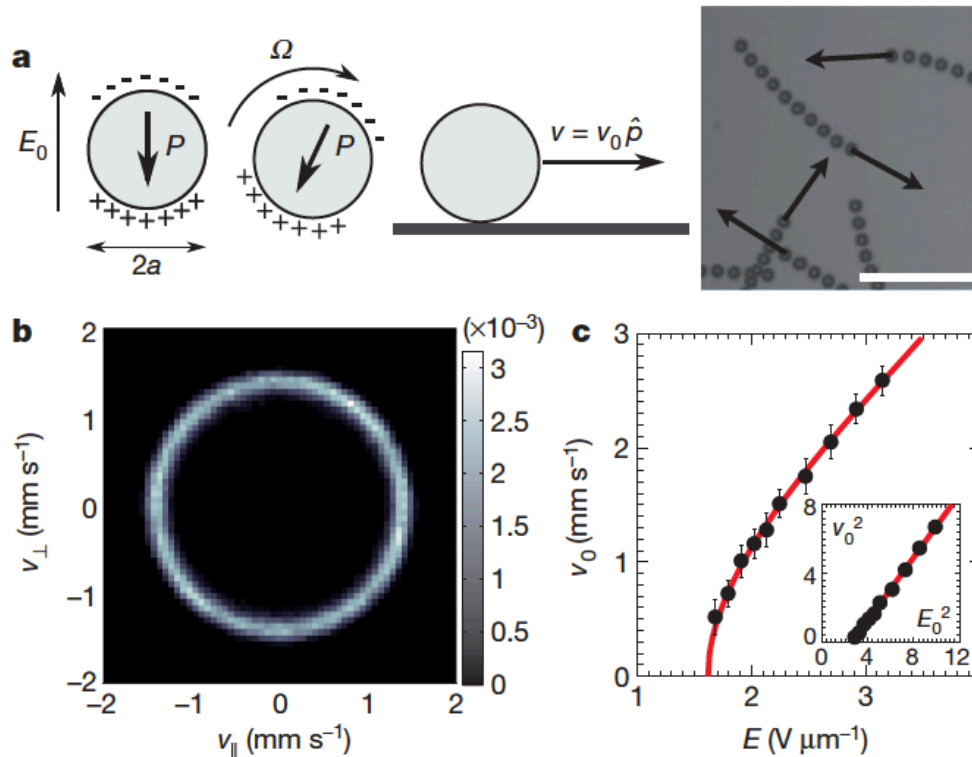 a
E₀
P
2a
Ω
P
v = v₀p̂
b
(×10⁻³)
v⊥ (mm s⁻¹)
2
1
0
−1
−2
−2
−1
0
1
2
v∥ (mm s⁻¹)
3
2.5
2
1.5
1
0.5
0
c
v₀ (mm s⁻¹)
3
2
1
0
1
2
3
E (V μm⁻¹)
v₀²
8
4
0
E₀²
0
4
8
12